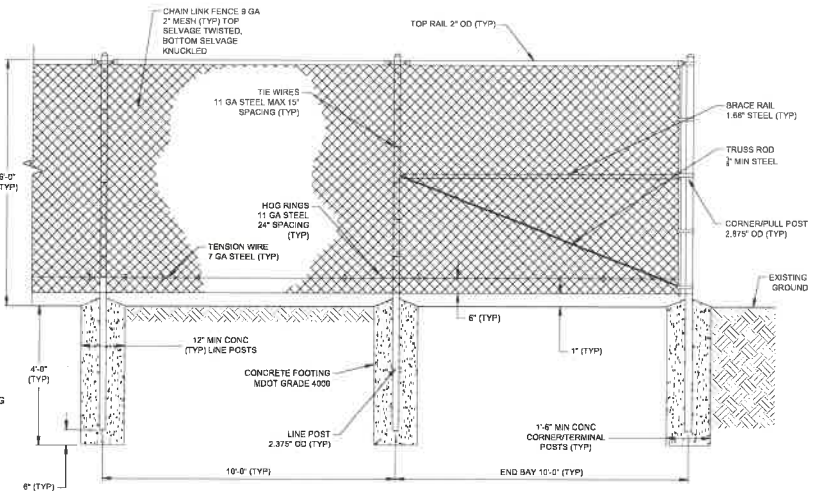 CHAIN LINK FENCE 9 GA
2" MESH (TYP) TOP
SELVAGE TWISTED,
BOTTOM SELVAGE
KNUCKLED
TOP RAIL 2" OD (TYP)
TIE WIRES
11 GA STEEL MAX 15"
SPACING (TYP)
BRACE RAIL
1.66" STEEL (TYP)
TRUSS ROD
MIN STEEL
6'-0"
(TYP)
HOG RINGS
11 GA STEEL
24" SPACING
(TYP)
CORNER/PULL POST
2.875" OD (TYP)
TENSION WIRE
7 GA STEEL (TYP)
EXISTING
GROUND
6" (TYP)
12" MIN CONC
(TYP) LINE POSTS
1" (TYP)
4'-0"
(TYP)
CONCRETE FOOTING
MDOT GRADE 4000
G
LINE POST
2.375" OD (TYP)
1'-6" MIN CONC
CORNER/TERMINAL
POSTS (TYP)
10'-0" (TYP)
END BAY 10'-0" (TYP)
6" (TYP)